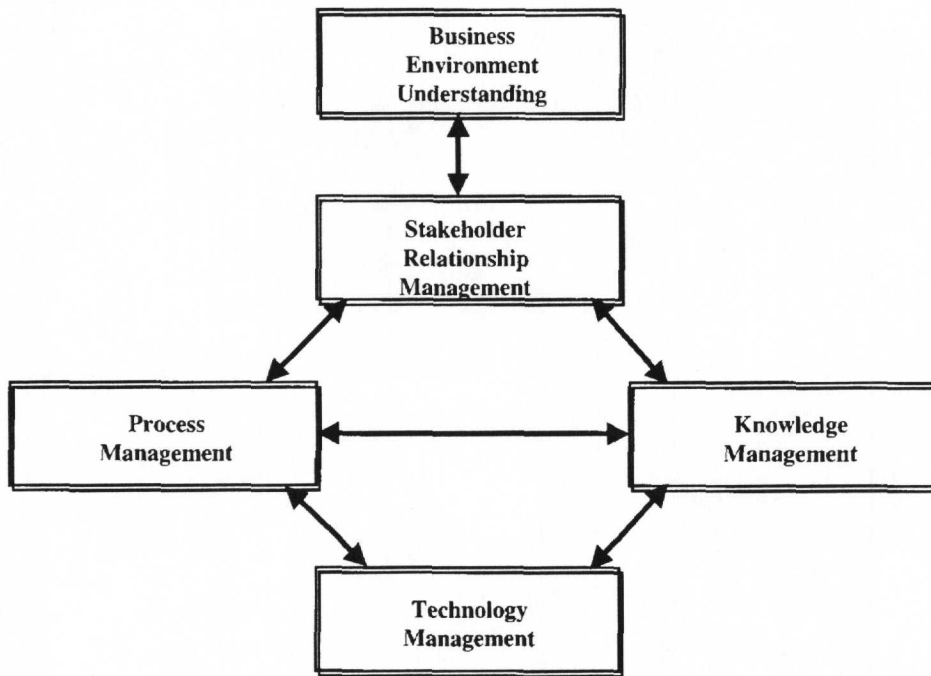 Business
Environment
Understanding
Stakeholder
Relationship
Management
Process
Management
Knowledge
Management
Technology
Management